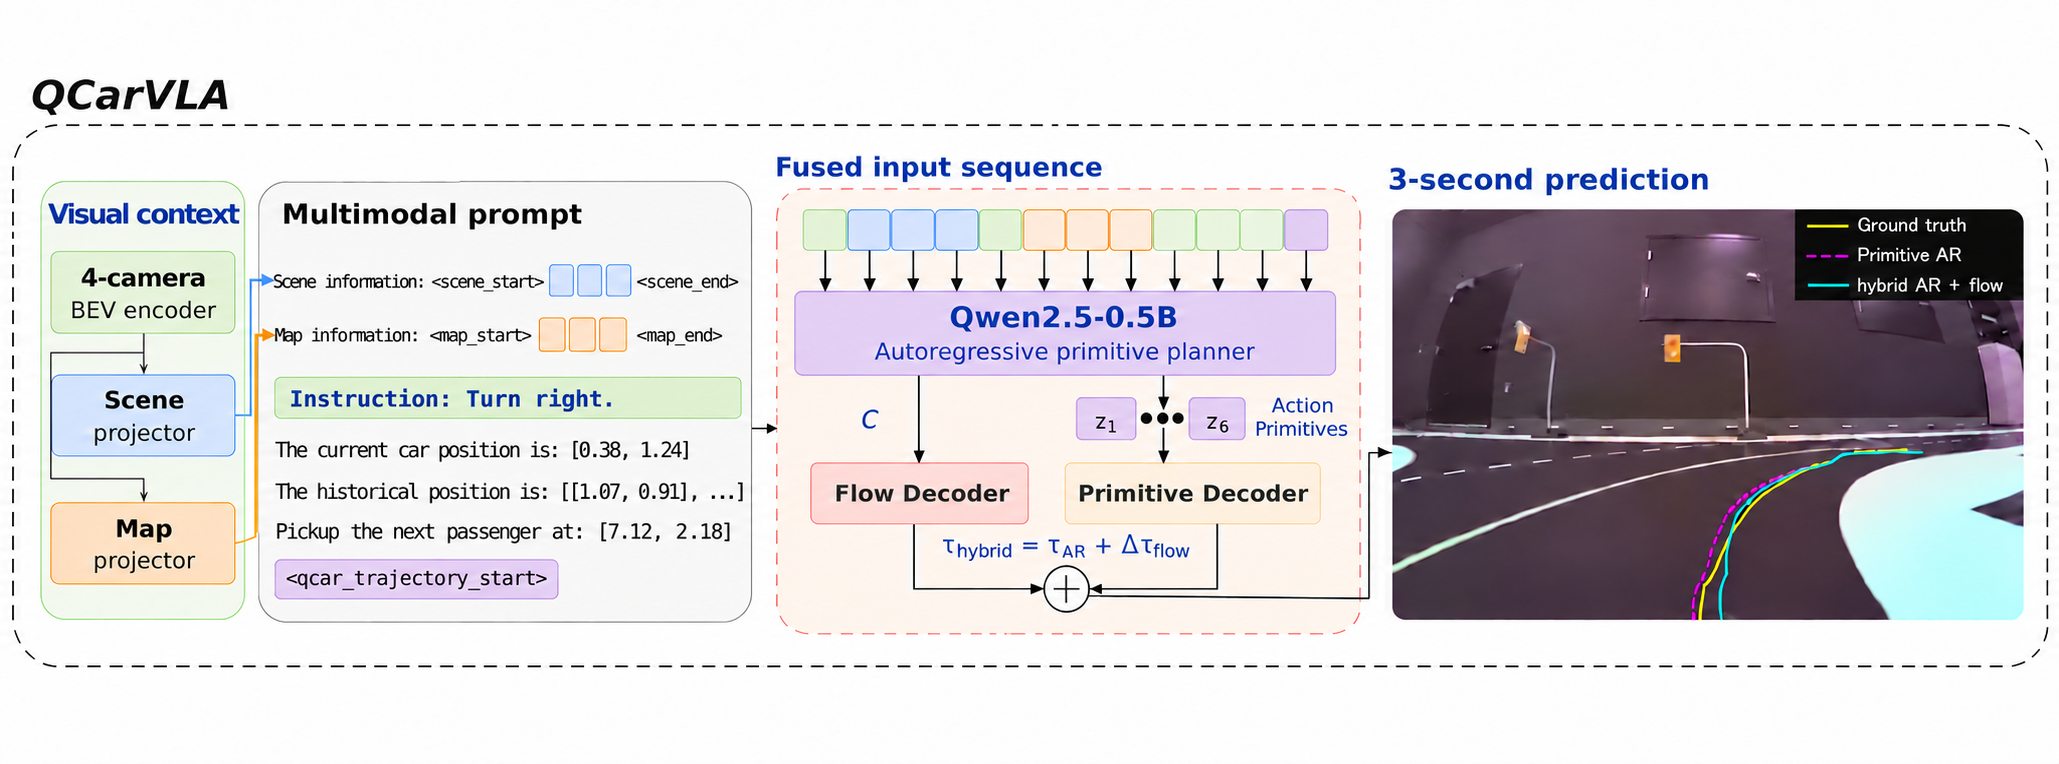 QCarVLA
Visual context
4-camera
BEV encoder
Scene
projector
Map
projector
Multimodal prompt
Scene information: <scene_start> <scene_end>
Map information: <map_start> <map_end>
Instruction: Turn right.
The current car position is: [0.38, 1.24]
The historical position is: [[1.07, 0.91], ...]
Pickup the next passenger at: [7.12, 2.18]
<qcar_trajectory_start>
Fused input sequence
Qwen2.5-0.5B
Autoregressive primitive planner
C
z1 ••• z6
Action
Primitives
Flow Decoder
Primitive Decoder
τhybrid = τAR + Δτflow
+
3-second prediction
Ground truth
Primitive AR
hybrid AR + flow